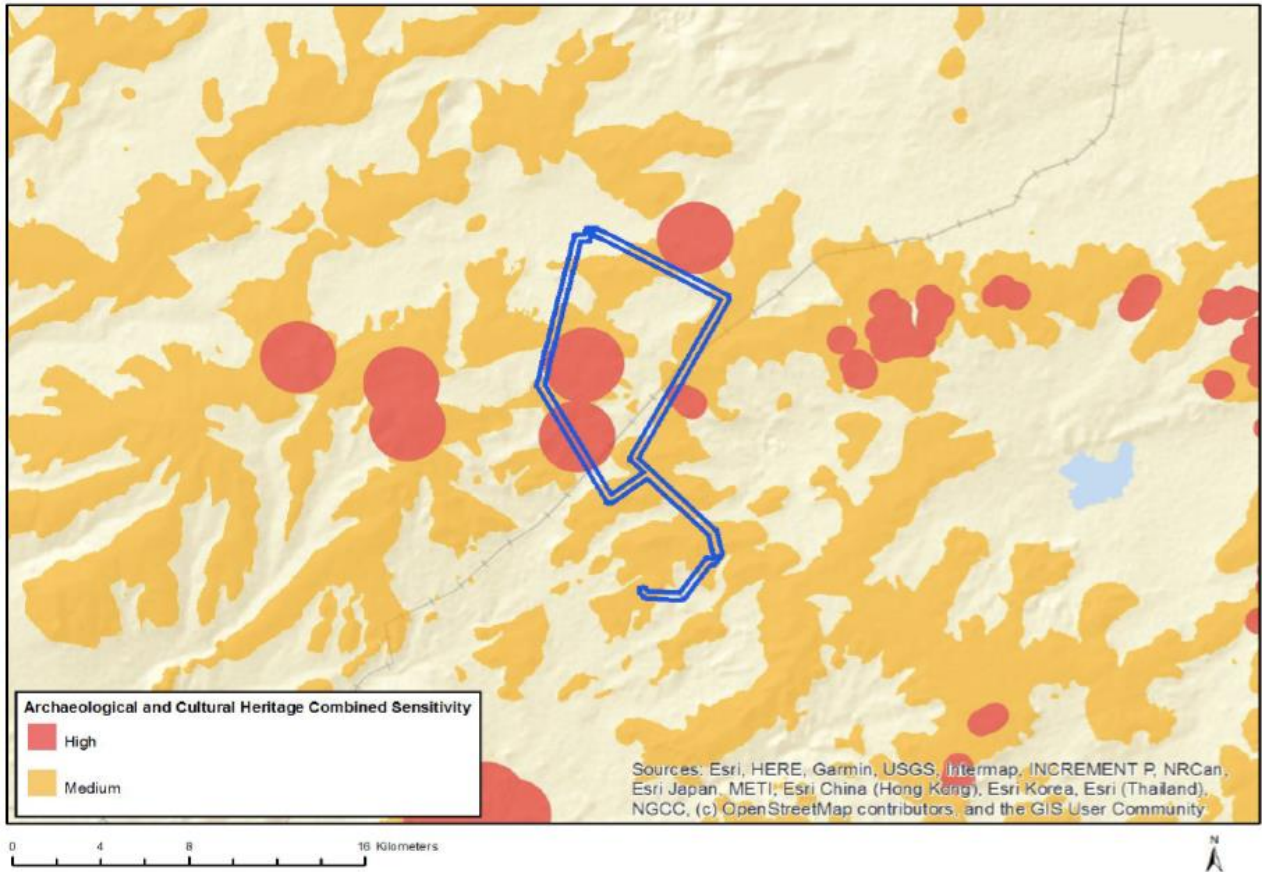 Archaeological and Cultural Heritage Combined Sensitivity
High
Medium
Sources: Esri, HERE, Garmin, USGS, Intermap, INCREMENT P, NRCan,
Esri Japan, METI, Esri China (Hong Kong), Esri Korea, Esri (Thailand),
NGCC, (c) OpenStreetMap contributors, and the GIS User Community
0 4 8 16 Kilometers
N